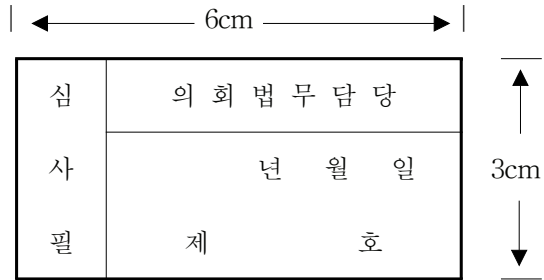 6cm
심 의 회 법 무 담 당
사 년 월 일
필 제 호
3cm